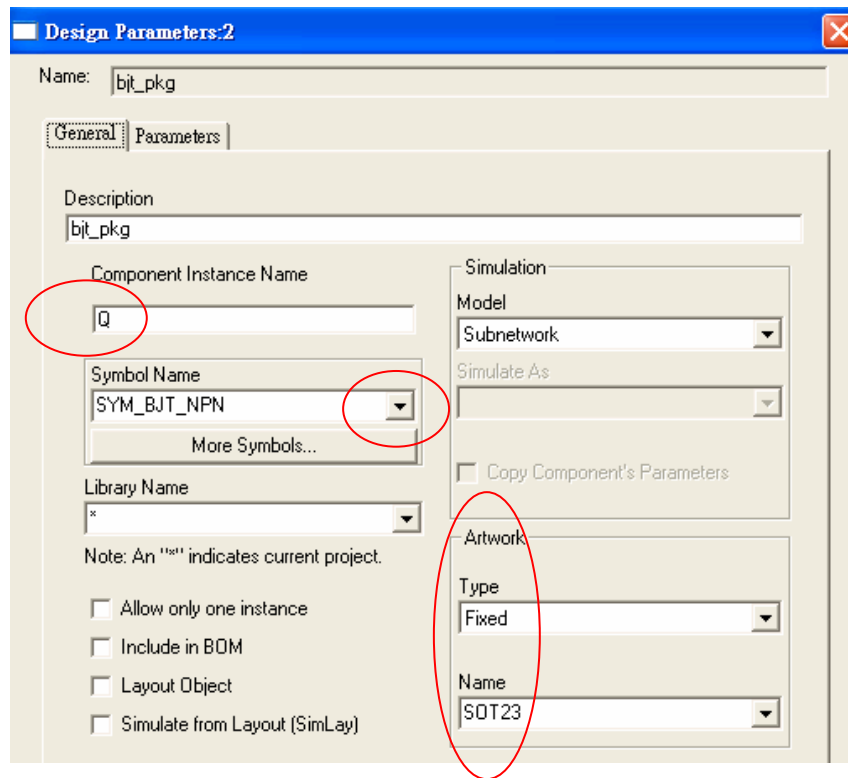 Design Parameters:2
Name: bjt_pkg
General Parameters
Description
bjt_pkg
Component Instance Name
Q
Symbol Name
SYM_BJT_NPN
More Symbols...
Library Name
*
Note: An "*" indicates current project.
Allow only one instance
Include in BOM
Layout Object
Simulate from Layout (SimLay)
Simulation
Model
Subnetwork
Simulate As
Copy Component's Parameters
Artwork
Type
Fixed
Name
SOT23